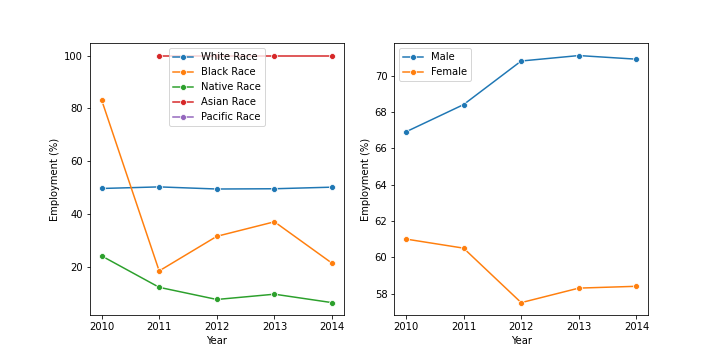 Employment (%)
100
80
60
40
20
2010 2011 2012 2013 2014
Year
White Race
Black Race
Native Race
Asian Race
Pacific Race
Employment (%)
70
68
66
64
62
60
58
2010 2011 2012 2013 2014
Year
Male
Female